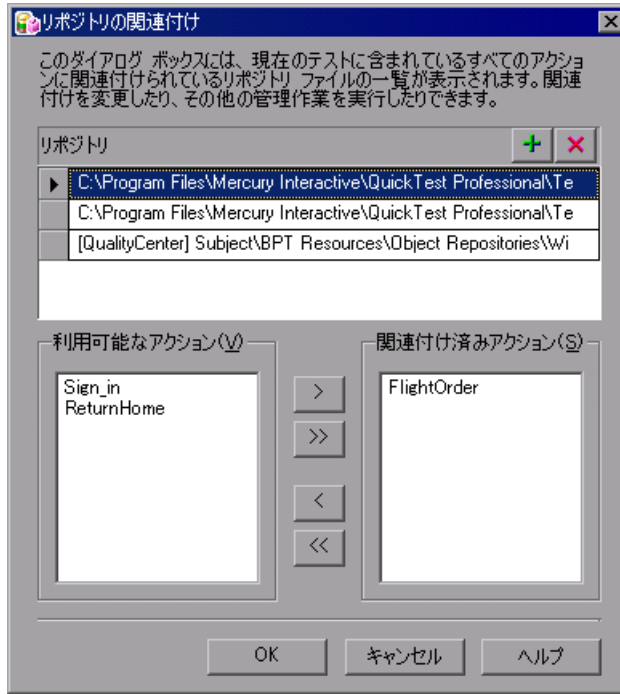 リポジトリの関連付け
このダイアログ ボックスには、現在のテストに含まれているすべてのアクショ
ンに関連付けられているリポジトリ ファイルの一覧が表示されます。関連
付けを変更したり、その他の管理作業を実行したりできます。
リポジトリ
C:\Program Files\Mercury Interactive\QuickTest Professional\Te
C:\Program Files\Mercury Interactive\QuickTest Professional\Te
[QualityCenter] Subject\BPT Resources\Object Repositories\Wi
利用可能なアクション(V) 関連付け済みアクション(S)
Sign_in > FlightOrder
ReturnHome
>>
<
<<
OK キャンセル ヘルプ